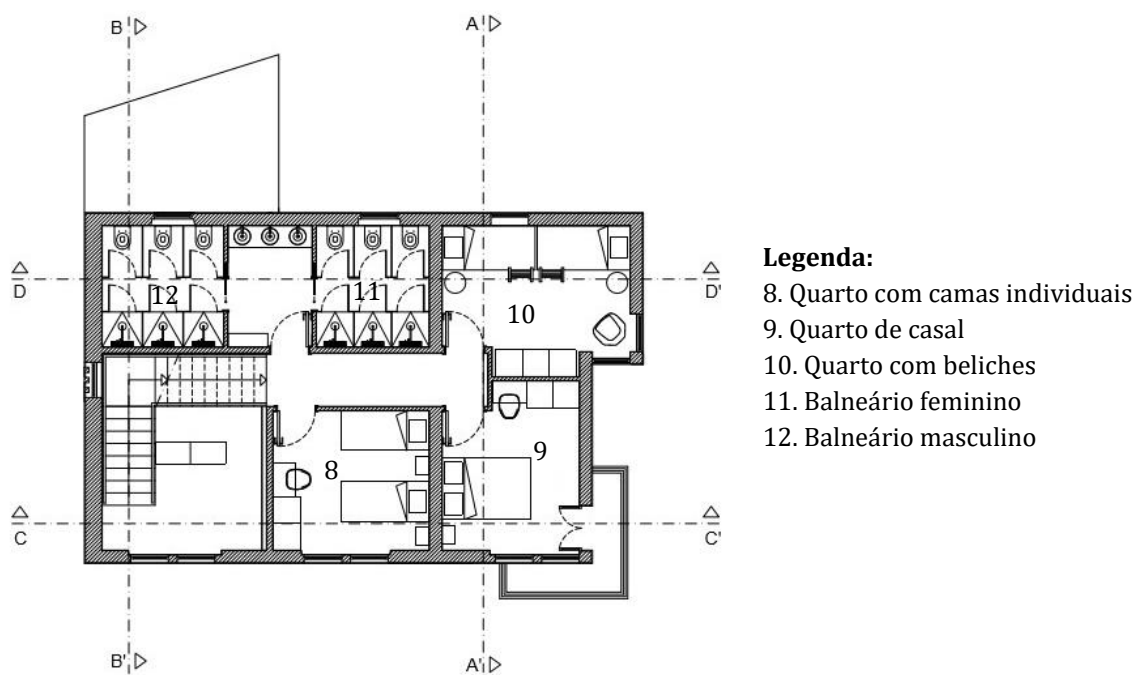 B
A
12
11
10
D
D'
8
9
C
C'
B'
A'
Legenda:
8. Quarto com camas individuais
9. Quarto de casal
10. Quarto com beliches
11. Balneário feminino
12. Balneário masculino